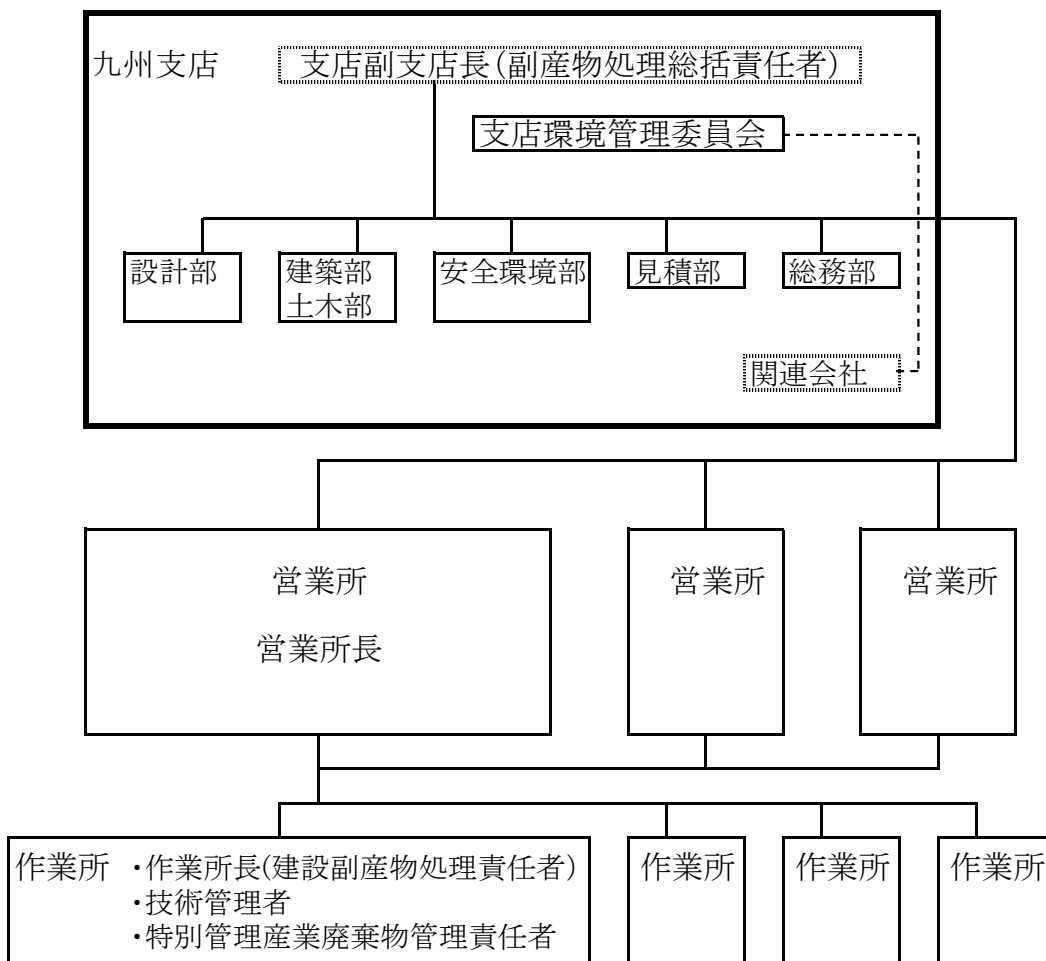 九州支店
支店副支店長(副産物処理総括責任者)
支店環境管理委員会
設計部
建築部
土木部
安全環境部
見積部
総務部
関連会社
営業所
営業所長
営業所
営業所
作業所
・作業所長(建設副産物処理責任者)
・技術管理者
・特別管理産業廃棄物管理責任者
作業所
作業所
作業所